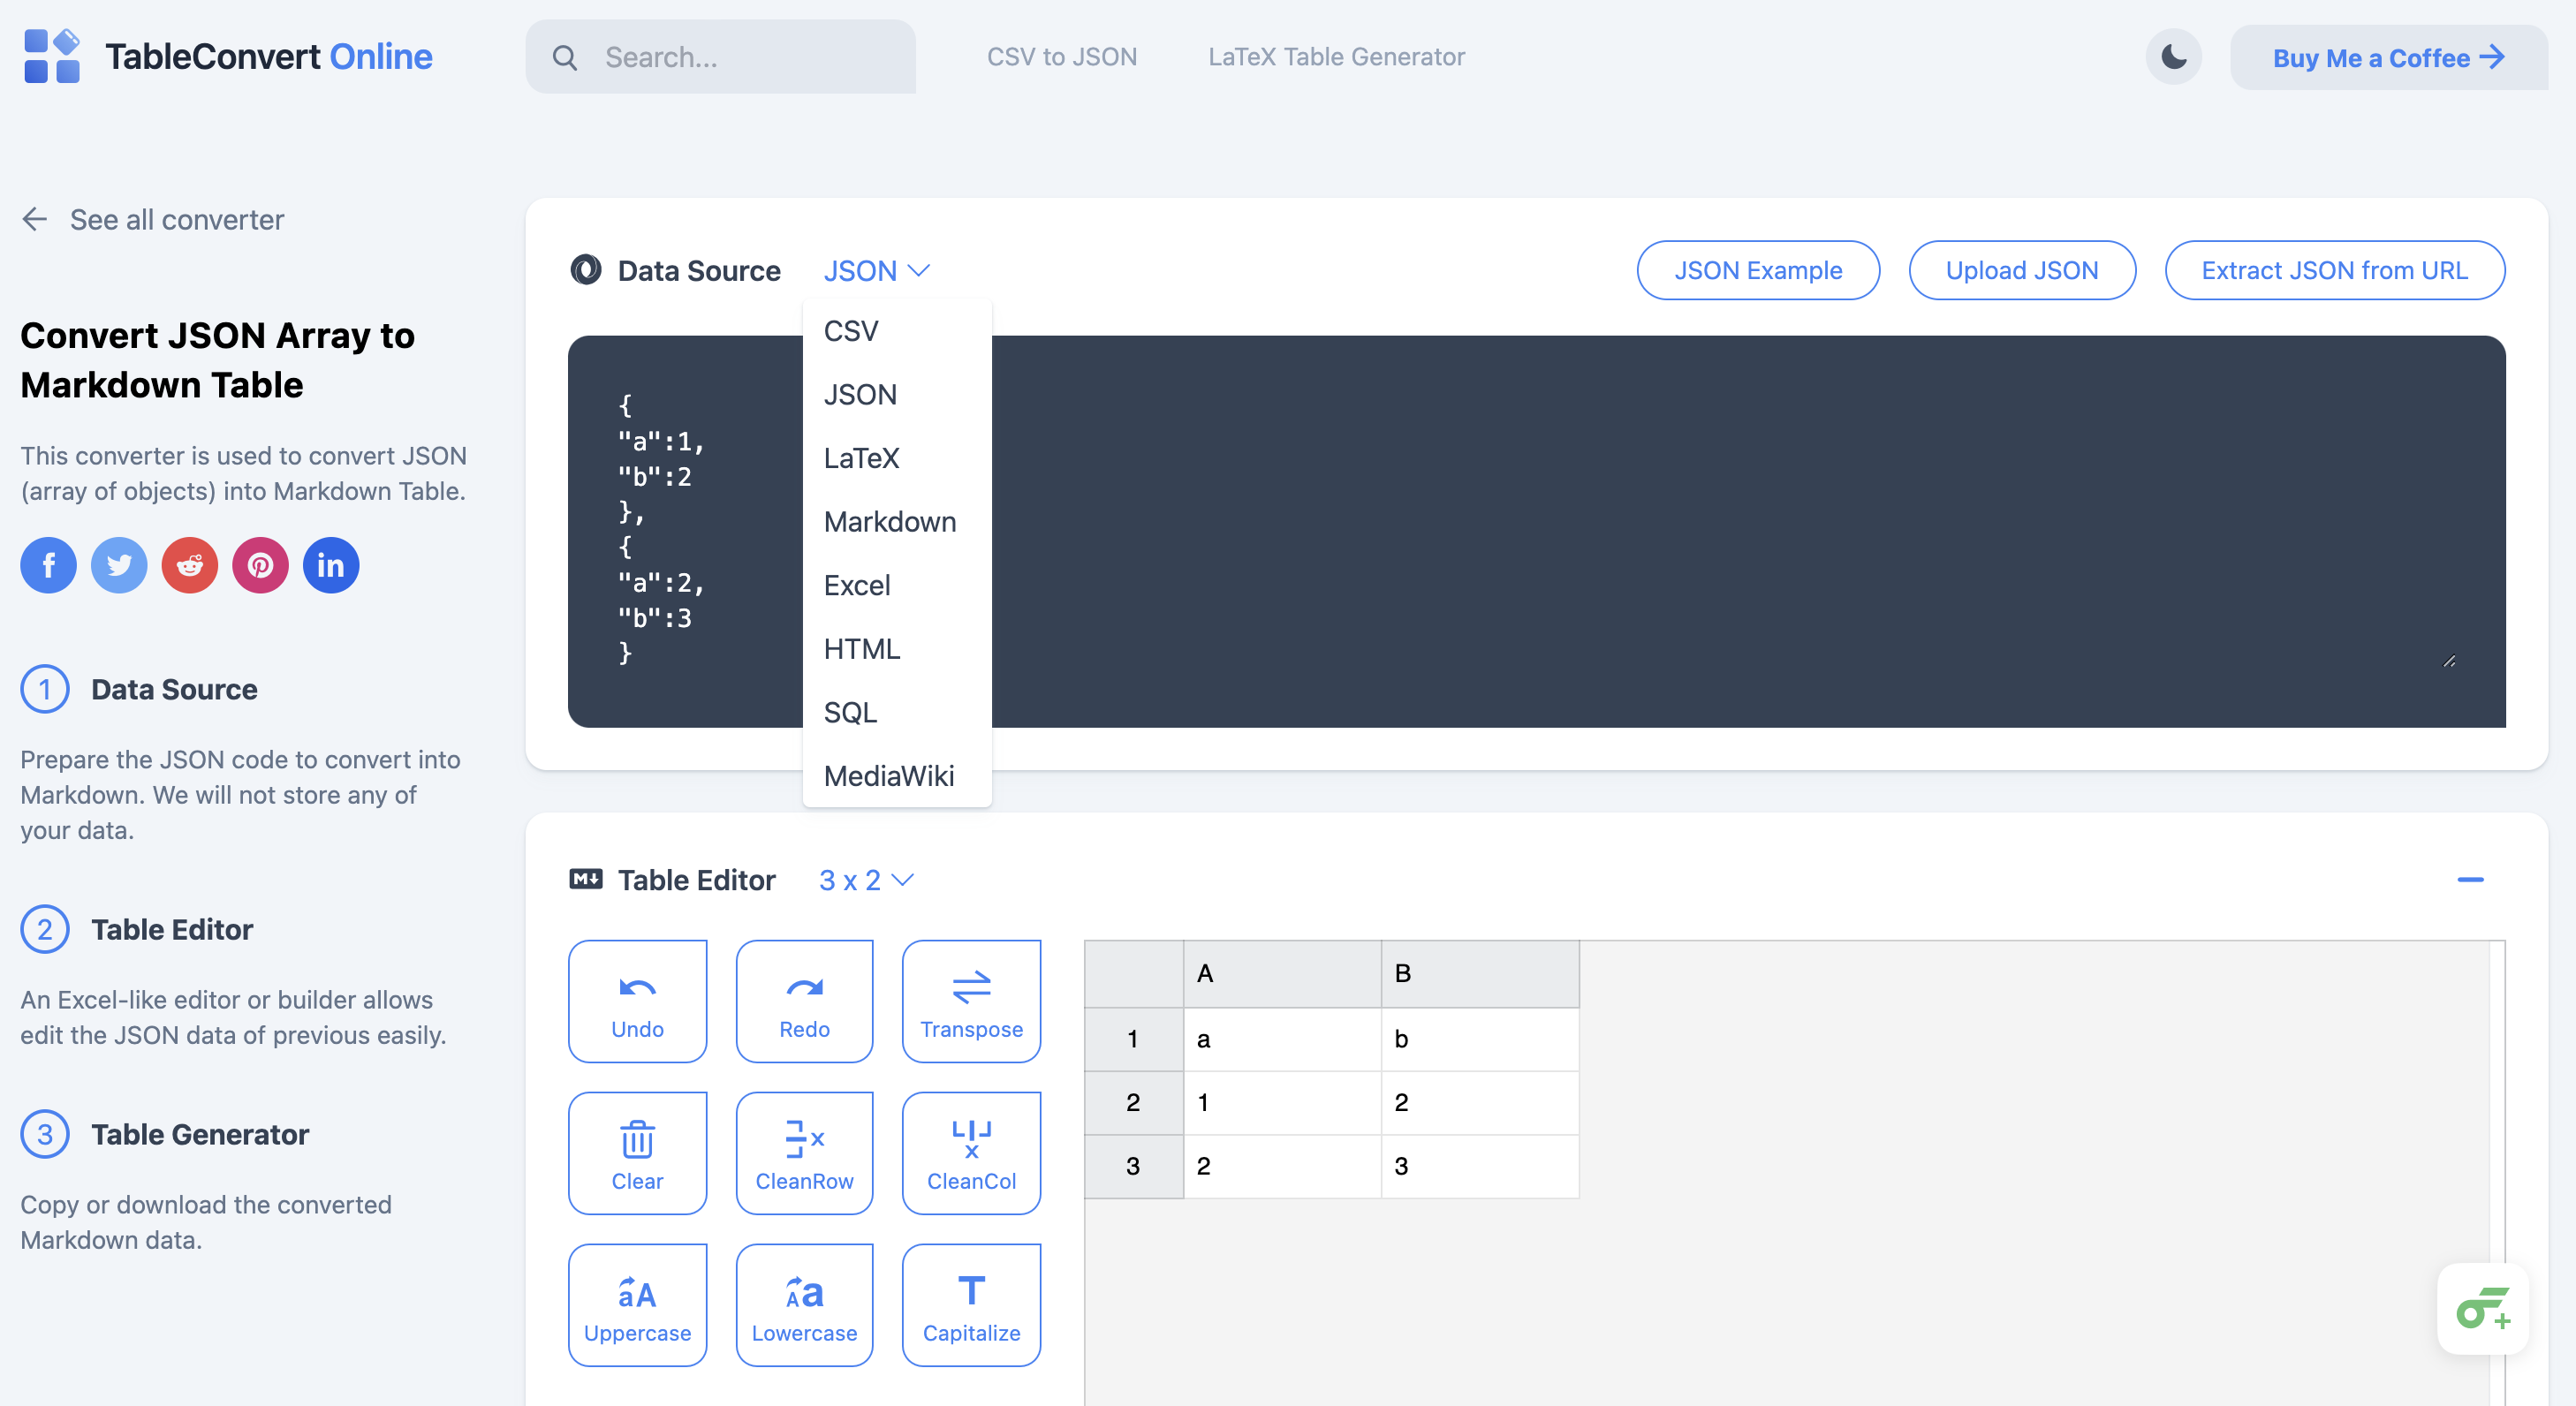 TableConvert Online
Search...
CSV to JSON
LaTeX Table Generator
Buy Me a Coffee
See all converter
Convert JSON Array to
Markdown Table
This converter is used to convert JSON
(array of objects) into Markdown Table.
1 Data Source
Prepare the JSON code to convert into
Markdown. We will not store any of
your data.
2 Table Editor
An Excel-like editor or builder allows
edit the JSON data of previous easily.
3 Table Generator
Copy or download the converted
Markdown data.
Data Source JSON
JSON Example
Upload JSON
Extract JSON from URL
CSV
JSON
LaTeX
Markdown
Excel
HTML
SQL
MediaWiki
{
"a":1,
"b":2
},
{
"a":2,
"b":3
}
Table Editor 3 x 2
Undo
Redo
Transpose
Clear
CleanRow
CleanCol
Uppercase
Lowercase
Capitalize
A B
1 a b
2 1 2
3 2 3